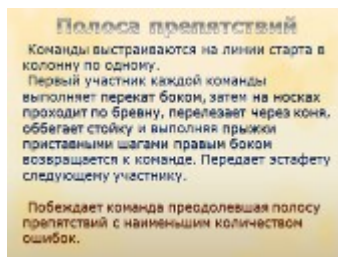 Полоса препятствий
Команды выстраиваются на линии старта в
колонну по одному.
Первый участник каждой команды
выполняет перекат боком, затем на носках
проходит по бревну, перелезает через коня,
оббегает стойку и выполняя прыжки
приставными шагами правым боком
возвращается к команде. Передает эстафету
следующему участнику.
Побеждает команда преодолевшая полосу
препятствий с наименьшим количеством
ошибок.